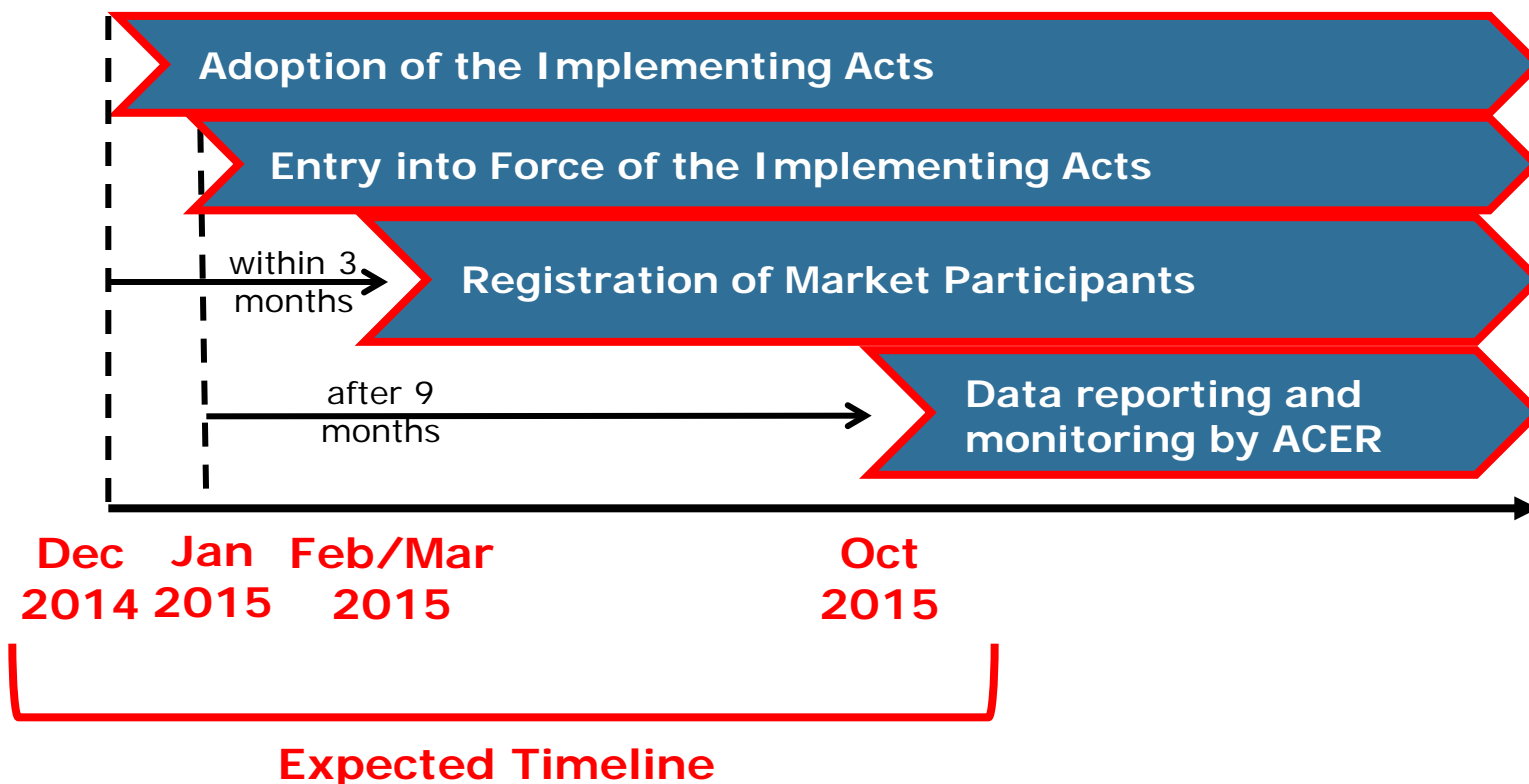 Adoption of the Implementing Acts
Entry into Force of the Implementing Acts
within 3
months
Registration of Market Participants
after 9
months
Data reporting and
monitoring by ACER
Dec
2014
Jan
2015
Feb/Mar
2015
Oct
2015
Expected Timeline